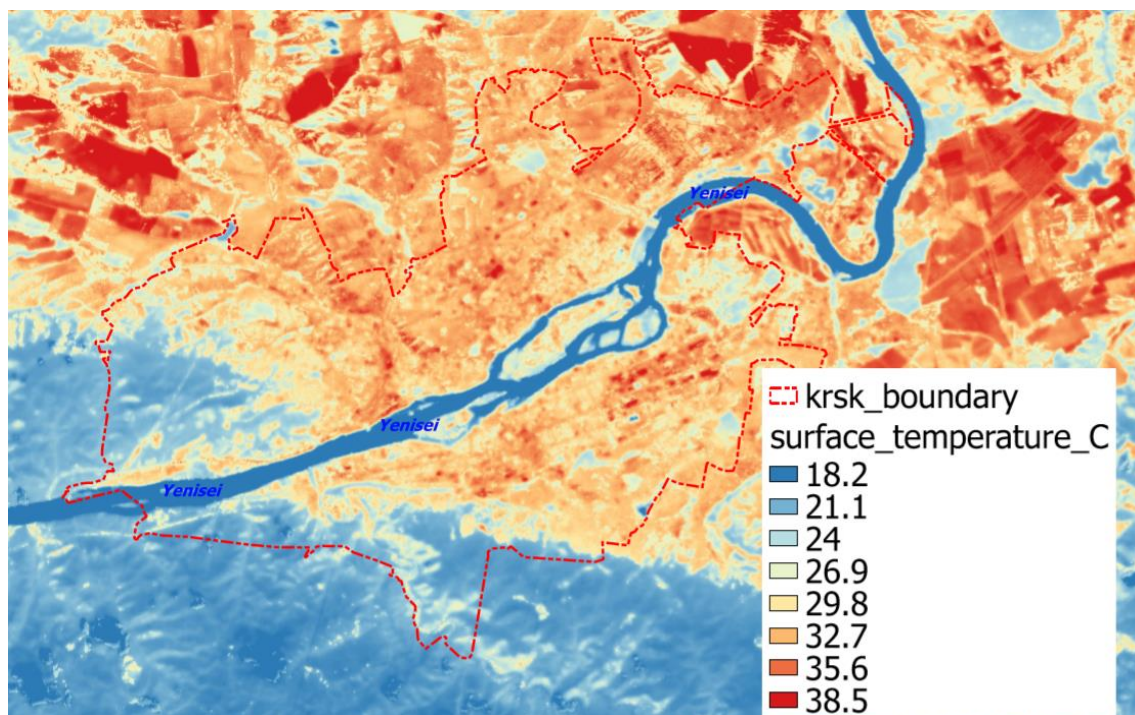 Yenisei
Yenisei
Yenisei
krsk_boundary
surface_temperature_C
18.2
21.1
24
26.9
29.8
32.7
35.6
38.5